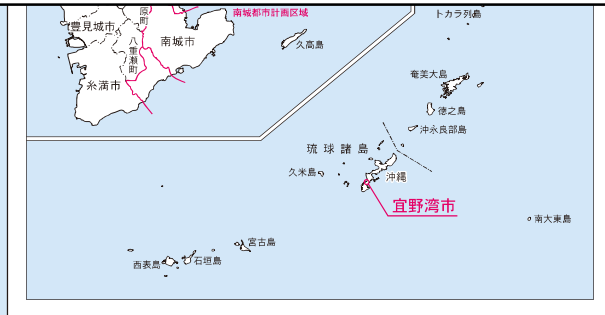 南城都市計画区域
トカラ列島
原町
豊見城市
八重瀬町
南城市
久高島
糸満市
奄美大島
徳之島
沖永良部島
琉球諸島
久米島
沖縄
宜野湾市
南大東島
宮古島
西表島
石垣島